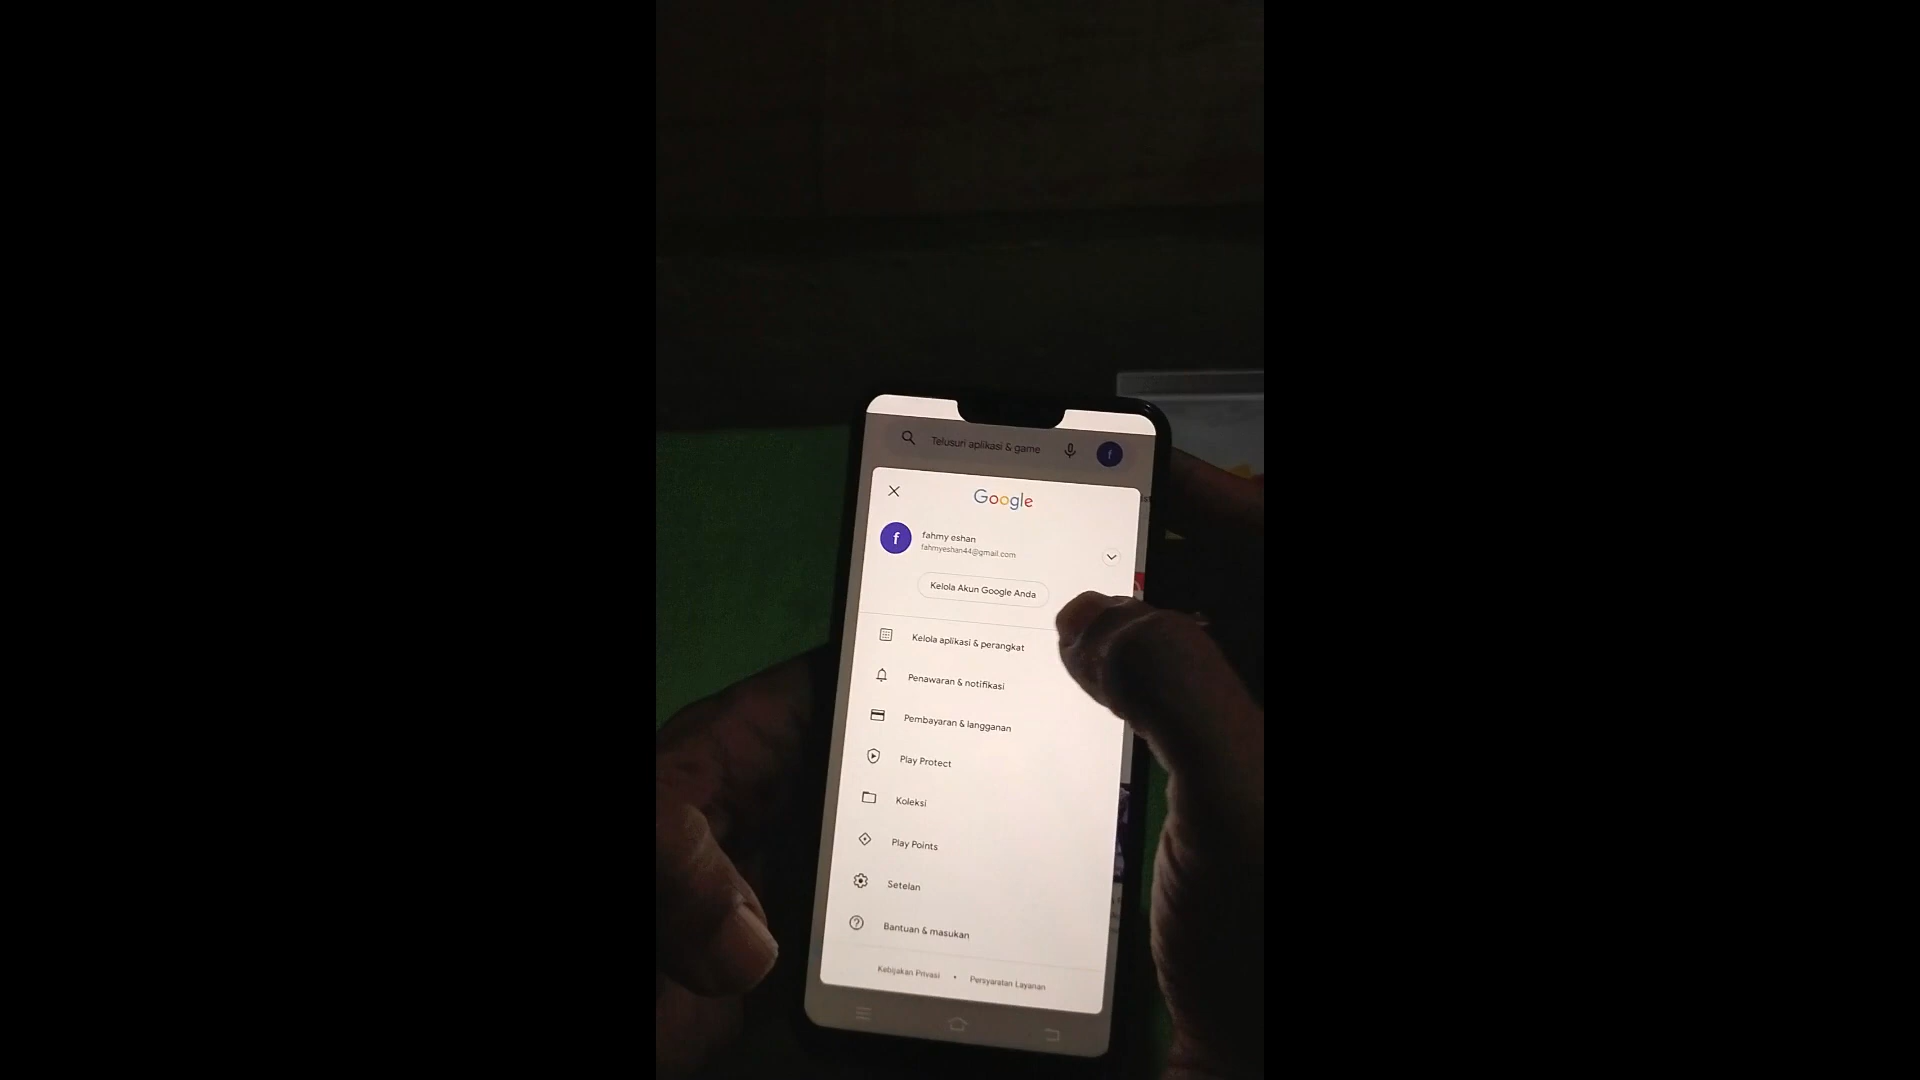 Telusuri aplikasi & game
f
Google
f
fahmy eshan
fahmyeshan44@gmail.com
Kelola Akun Google Anda
Kelola aplikasi & perangkat
Penawaran & notifikasi
Pembayaran & langganan
Play Protect
Koleksi
Play Points
Setelan
Bantuan & masukan
Kebijakan Privasi • Persyaratan Layanan